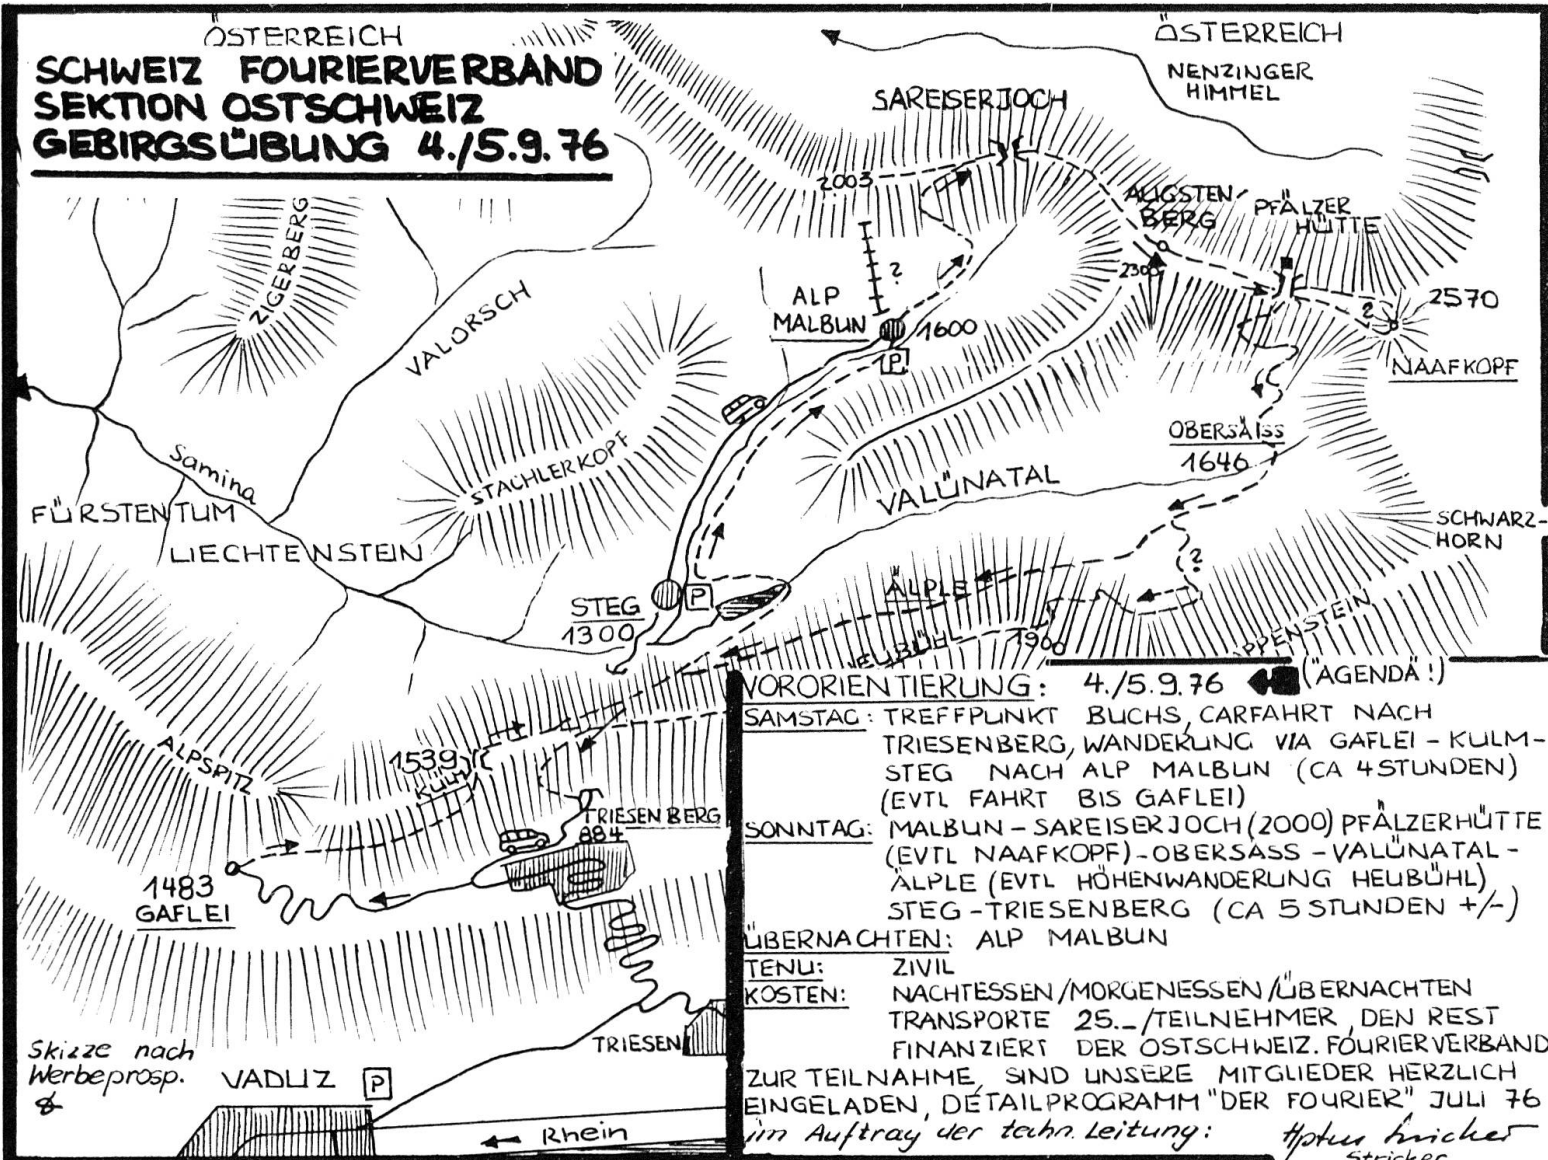 ÖSTERREICH
SCHWEIZ FOURIERVERBAND
SEKTION OSTSCHWEIZ
GEBIRGSÜBUNG 4./5.9.76
ÖSTERREICH
NENZINGER
HIMMEL
SAREISERJOCH
2003
ÄUGSTEN
BERG
2300
PFÄLZER
HÜTTE
2570
?
NAAFKOPF
ZIGERBERG
VALORSCH
ALP
MALBUN
?
1600
P
OBERSÄISS
1646
STACHLERKOPF
VALÜNATAL
Samina
FÜRSTENTUM
LIECHTENSTEIN
SCHWARZ-
HORN
?
STEG
1300
P
ÄLPLE
HEUBÜHL
1900
PPENSTEIN
ALPSPITZ
1539
KULM
TRIESENBERG
884
1483
GAFLEI
TRIESEN
Skizze nach
Werbeprosp.
VADUZ
P
← Rhein
VORORIENTIERUNG: 4./5.9.76 (ÄGENDÄ!)
SAMSTAG: TREFFPUNKT BUCHS, CARFAHRT NACH
TRIESENBERG, WANDERUNG VIA GAFLEI - KULM-
STEG NACH ALP MALBUN (CA 4 STUNDEN)
(EVTL FAHRT BIS GAFLEI)
SONNTAG: MALBUN - SAREISERJOCH (2000) PFÄLZERHÜTTE
(EVTL NAAFKOPF) - OBERSASS - VALÜNATAL -
ÄLPLE (EVTL HÖHENWANDERUNG HEUBÜHL)
STEG - TRIESENBERG (CA 5 STUNDEN +/-)
ÜBERNACHTEN: ALP MALBUN
TENU: ZIVIL
KOSTEN: NACHTESSEN/MORGENESSEN/ÜBERNACHTEN
TRANSPORTE 25.–/TEILNEHMER, DEN REST
FINANZIERT DER OSTSCHWEIZ. FOURIERVERBAND
ZUR TEILNAHME, SIND UNSERE MITGLIEDER HERZLICH
EINGELADEN, DETAILPROGRAMM "DER FOURIER" JULI 76
im Auftrag der techn. Leitung:
Stricker